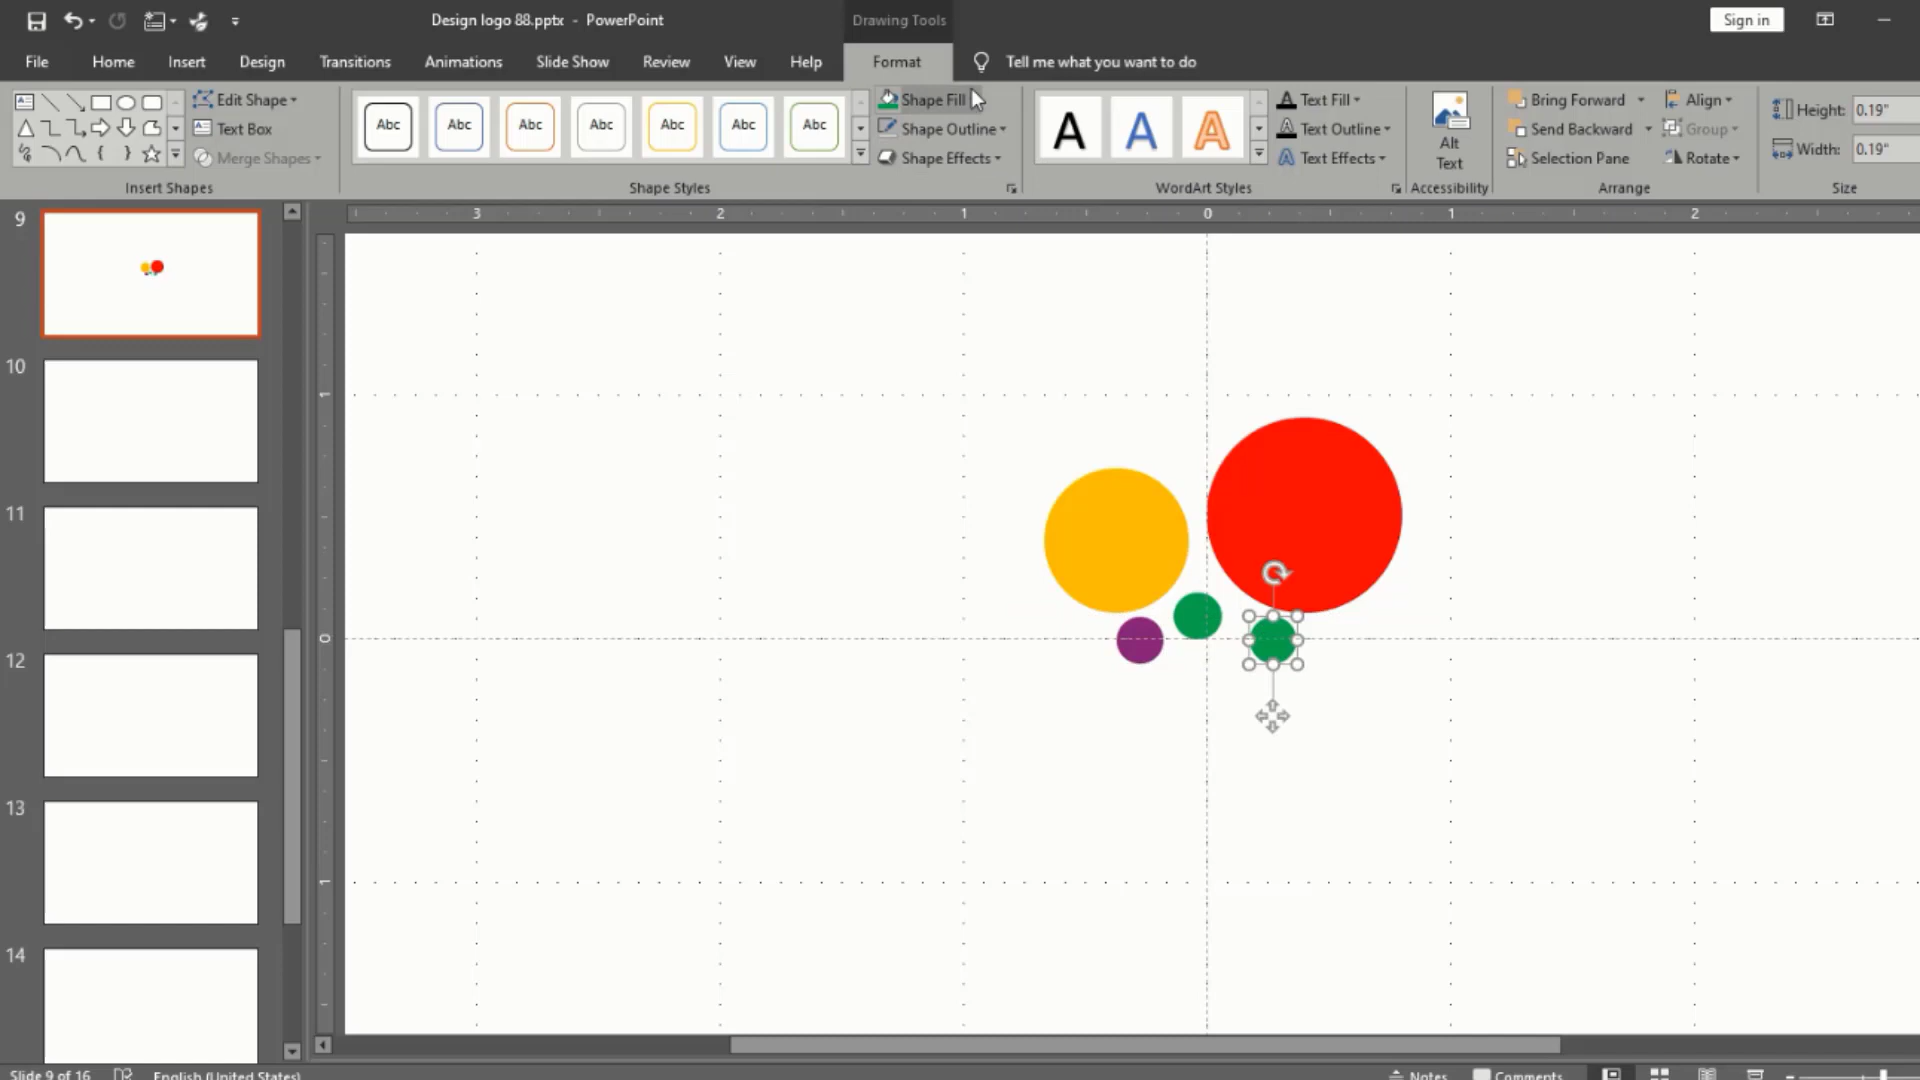 Design logo 88.pptx - PowerPoint
Drawing Tools
Sign in
File Home Insert Design Transitions Animations Slide Show Review View Help Format Tell me what you want to do
Edit Shape
Text Box
Merge Shapes
Insert Shapes
Abc Abc Abc Abc Abc Abc Abc
Shape Fill
Shape Outline
Shape Effects
Shape Styles
A A A
Text Fill
Text Outline
Text Effects
WordArt Styles
Alt
Text
Accessibility
Bring Forward
Send Backward
Selection Pane
Align
Group
Rotate
Arrange
Height: 0.19"
Width: 0.19"
Size
3 2 1 0 1 2
1
0
1
9
10
11
12
13
14
Slide 9 of 16 English (United States) Notes Comments